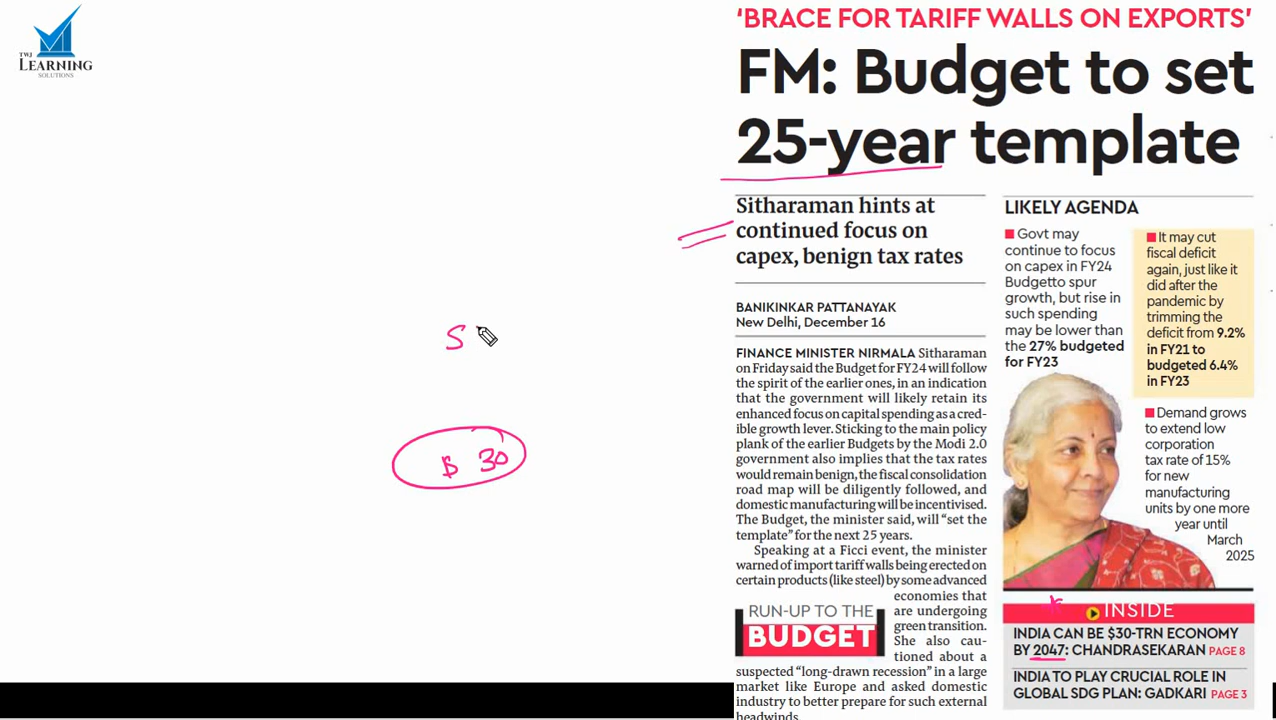 TWJ
LEARNING
SOLUTIONS
S
$ 30
'BRACE FOR TARIFF WALLS ON EXPORTS'
FM: Budget to set
25-year template
Sitharaman hints at
continued focus on
capex, benign tax rates
BANIKINKAR PATTANAYAK
New Delhi, December 16
FINANCE MINISTER NIRMALA Sitharaman
on Friday said the Budget for FY24 will follow
the spirit of the earlier ones, in an indication
that the government will likely retain its
enhanced focus on capital spending as a cred-
ible growth lever. Sticking to the main policy
plank of the earlier Budgets by the Modi 2.0
government also implies that the tax rates
would remain benign, the fiscal consolidation
road map will be diligently followed, and
domestic manufacturing will be incentivised.
The Budget, the minister said, will “set the
template” for the next 25 years.
Speaking at a Ficci event, the minister
warned of import tariff walls being erected on
certain products (like steel) by some advanced
economies that
are undergoing
green transition.
She also cau-
tioned about a
suspected “long-drawn recession” in a large
market like Europe and asked domestic
industry to better prepare for such external
headwinds.
RUN-UP TO THE
BUDGET
LIKELY AGENDA
Govt may
continue to focus
on capex in FY24
Budgetto spur
growth, but rise in
such spending
may be lower than
the 27% budgeted
for FY23
It may cut
fiscal deficit
again, just like it
did after the
pandemic by
trimming the
deficit from 9.2%
in FY21 to
budgeted 6.4%
in FY23
Demand grows
to extend low
corporation
tax rate of 15%
for new
manufacturing
units by one more
year until
March
2025
INSIDE
INDIA CAN BE $30-TRN ECONOMY
BY 2047: CHANDRASEKARAN PAGE 8
INDIA TO PLAY CRUCIAL ROLE IN
GLOBAL SDG PLAN: GADKARI PAGE 3